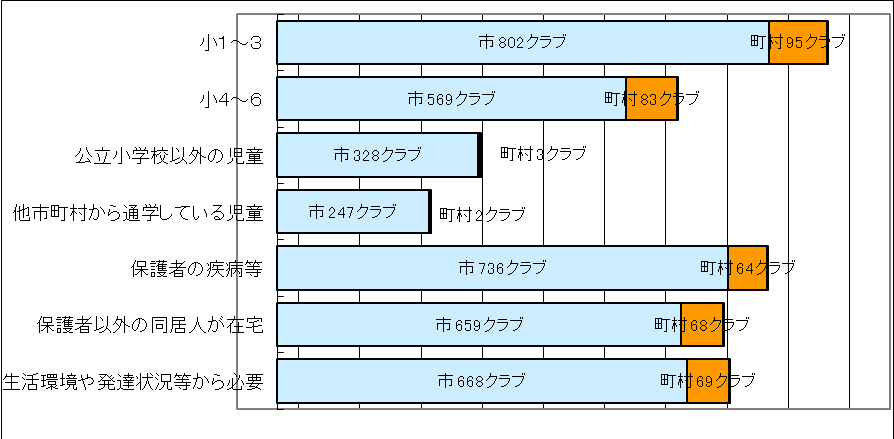 小１～３ 市802クラブ 町村95クラブ
小４～６ 市569クラブ 町村83クラブ
公立小学校以外の児童 市328クラブ 町村3クラブ
他市町村から通学している児童 市247クラブ 町村2クラブ
保護者の疾病等 市736クラブ 町村64クラブ
保護者以外の同居人が在宅 市659クラブ 町村68クラブ
生活環境や発達状況等から必要 市668クラブ 町村69クラブ